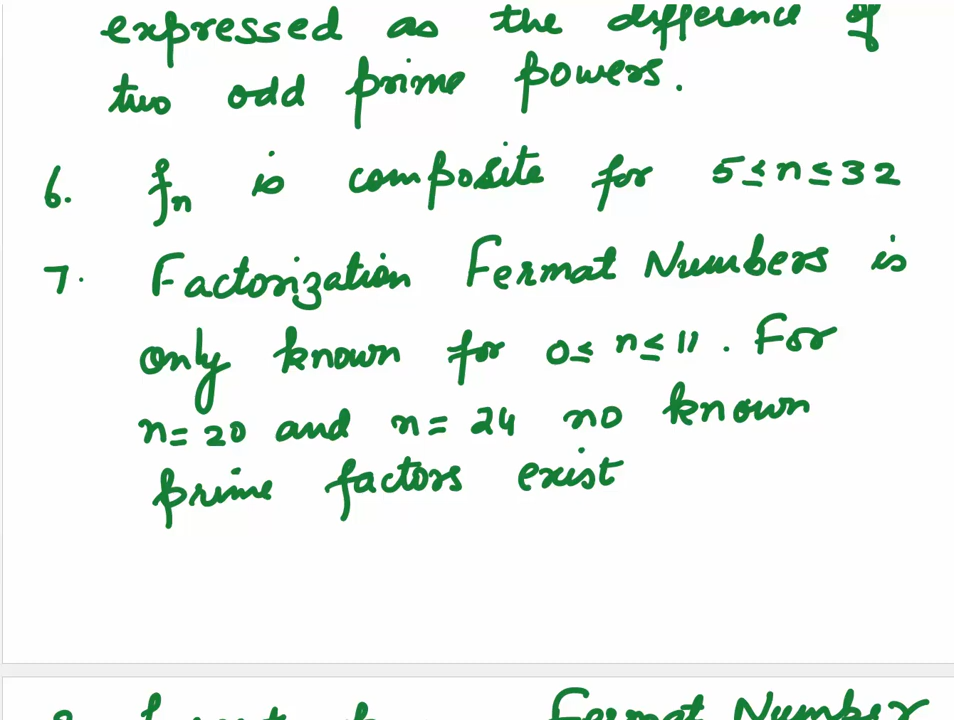 expressed as the difference of
two odd prime powers.
6. fn is composite for 5≤n≤32
7. Factorization Fermat Numbers is
only known for 0≤ n≤ 11. For
n=20 and n=24 no known
prime factors exist
Fermat Number